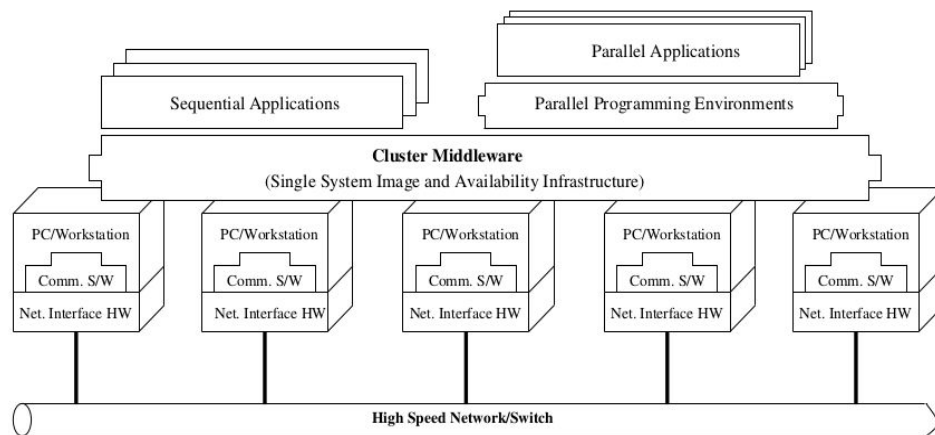 Parallel Applications
Sequential Applications
Parallel Programming Environments
Cluster Middleware
(Single System Image and Availability Infrastructure)
PC/Workstation
PC/Workstation
PC/Workstation
PC/Workstation
PC/Workstation
Comm. S/W
Comm. S/W
Comm. S/W
Comm. S/W
Comm. S/W
Net. Interface HW
Net. Interface HW
Net. Interface HW
Net. Interface HW
Net. Interface HW
High Speed Network/Switch